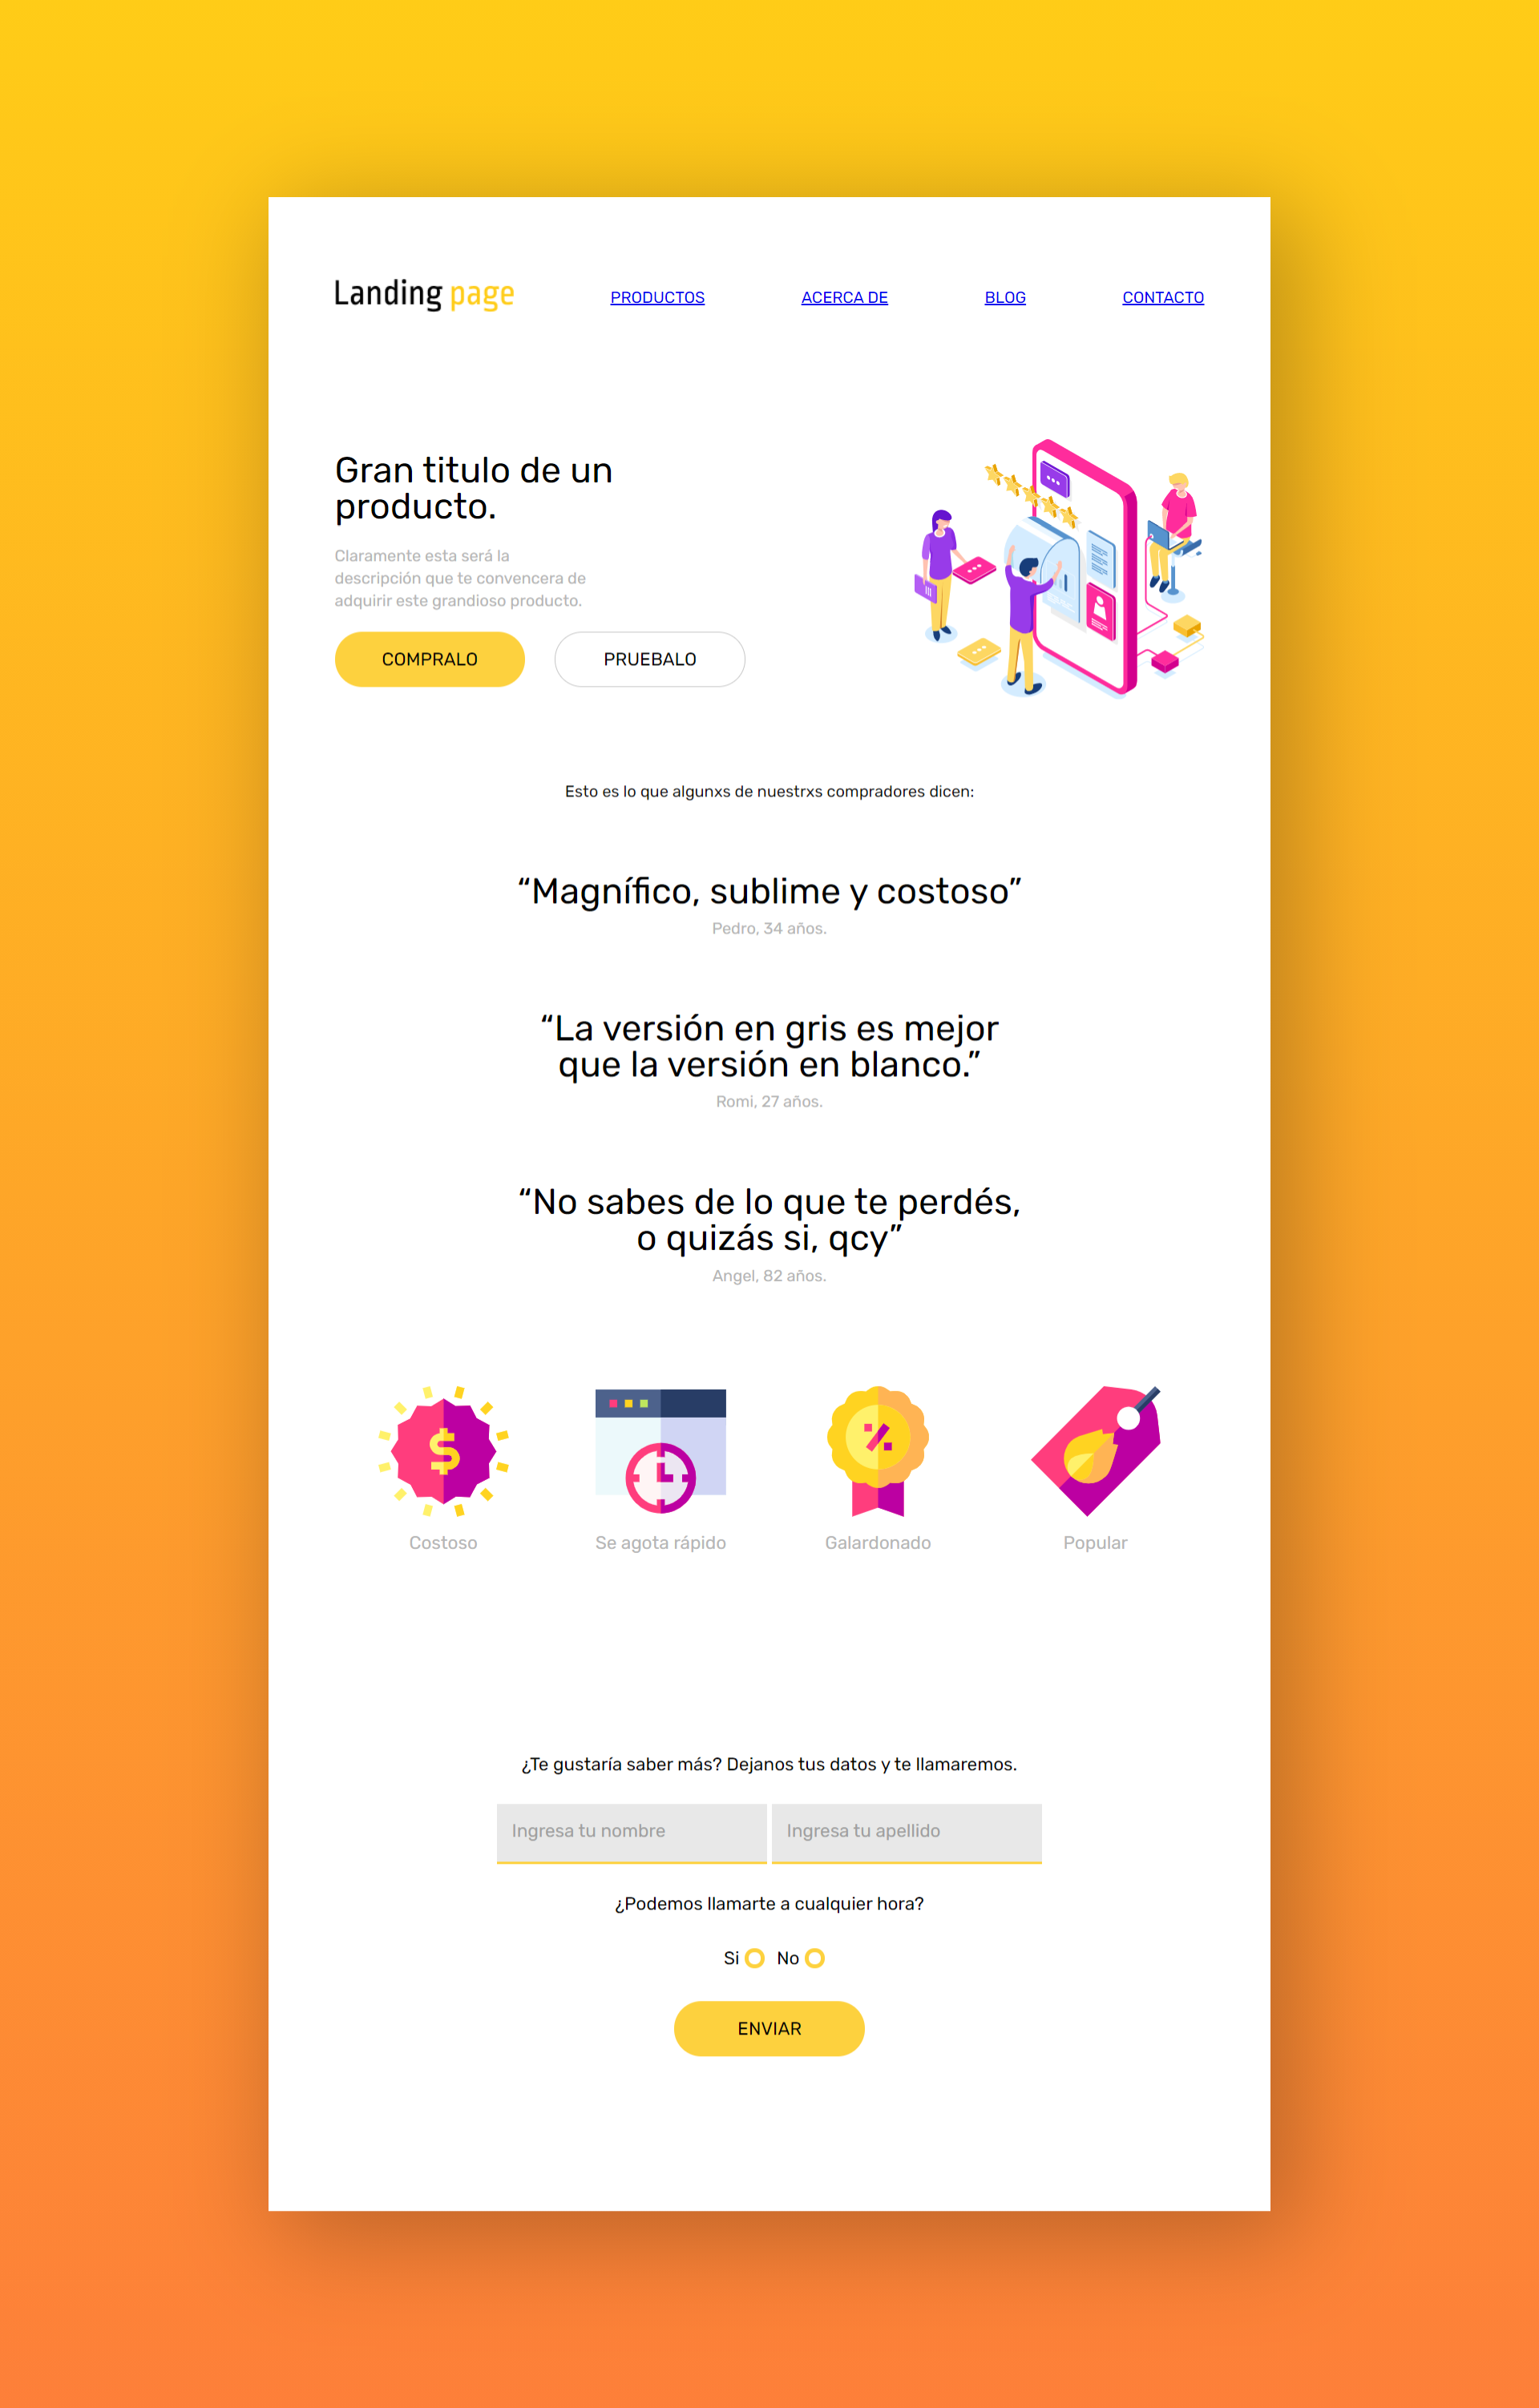 Landing page
PRODUCTOS
ACERCA DE
BLOG
CONTACTO
Gran titulo de un
producto.
Claramente esta será la
descripción que te convencera de
adquirir este grandioso producto.
COMPRALO
PRUEBALO
Esto es lo que algunxs de nuestrxs compradores dicen:
“Magnífico, sublime y costoso”
Pedro, 34 años.
“La versión en gris es mejor
que la versión en blanco.”
Romi, 27 años.
“No sabes de lo que te perdés,
o quizás si, qcy”
Angel, 82 años.
$
%
Costoso
Se agota rápido
Galardonado
Popular
¿Te gustaría saber más? Dejanos tus datos y te llamaremos.
Ingresa tu nombre
Ingresa tu apellido
¿Podemos llamarte a cualquier hora?
Si
No
ENVIAR